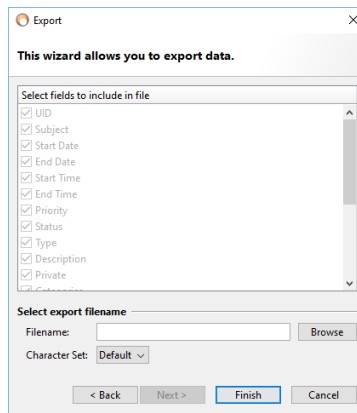 Export
This wizard allows you to export data.
Select fields to include in file
UID
Subject
Start Date
End Date
Start Time
End Time
Priority
Status
Type
Description
Private
Select export filename
Filename:
Browse
Character Set: Default
< Back Next > Finish Cancel